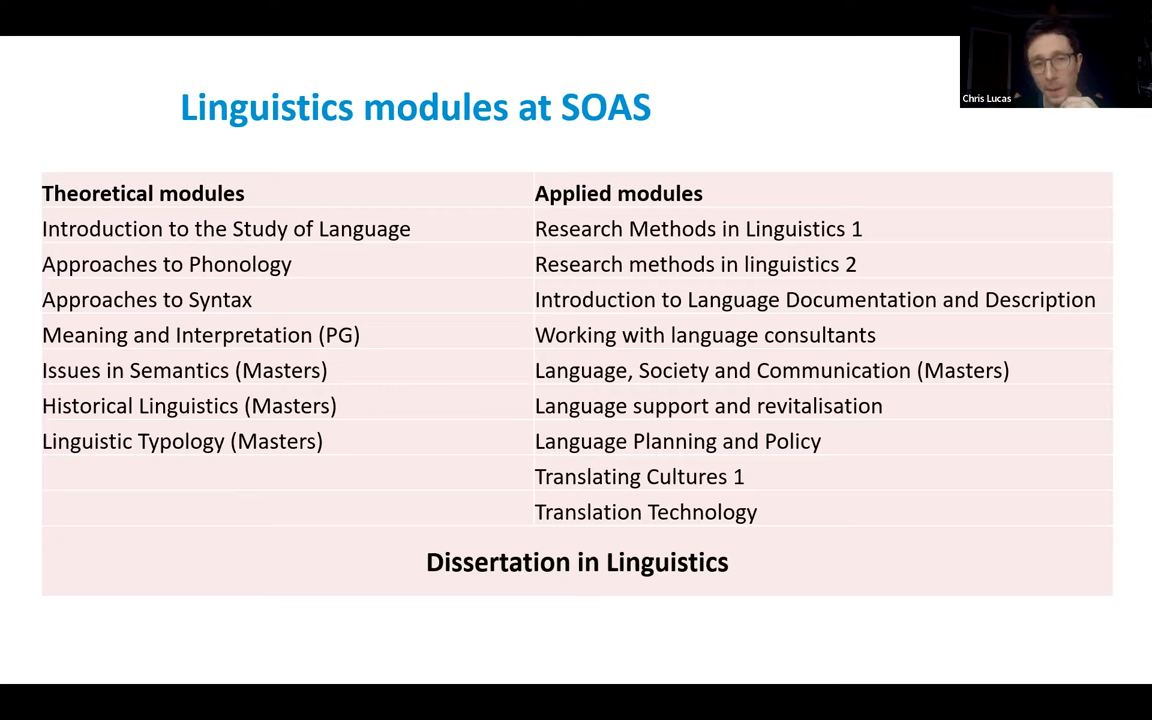 Chris Lucas
Linguistics modules at SOAS
Theoretical modules
Applied modules
Introduction to the Study of Language
Research Methods in Linguistics 1
Approaches to Phonology
Research methods in linguistics 2
Approaches to Syntax
Introduction to Language Documentation and Description
Meaning and Interpretation (PG)
Working with language consultants
Issues in Semantics (Masters)
Language, Society and Communication (Masters)
Historical Linguistics (Masters)
Language support and revitalisation
Linguistic Typology (Masters)
Language Planning and Policy
Translating Cultures 1
Translation Technology
Dissertation in Linguistics